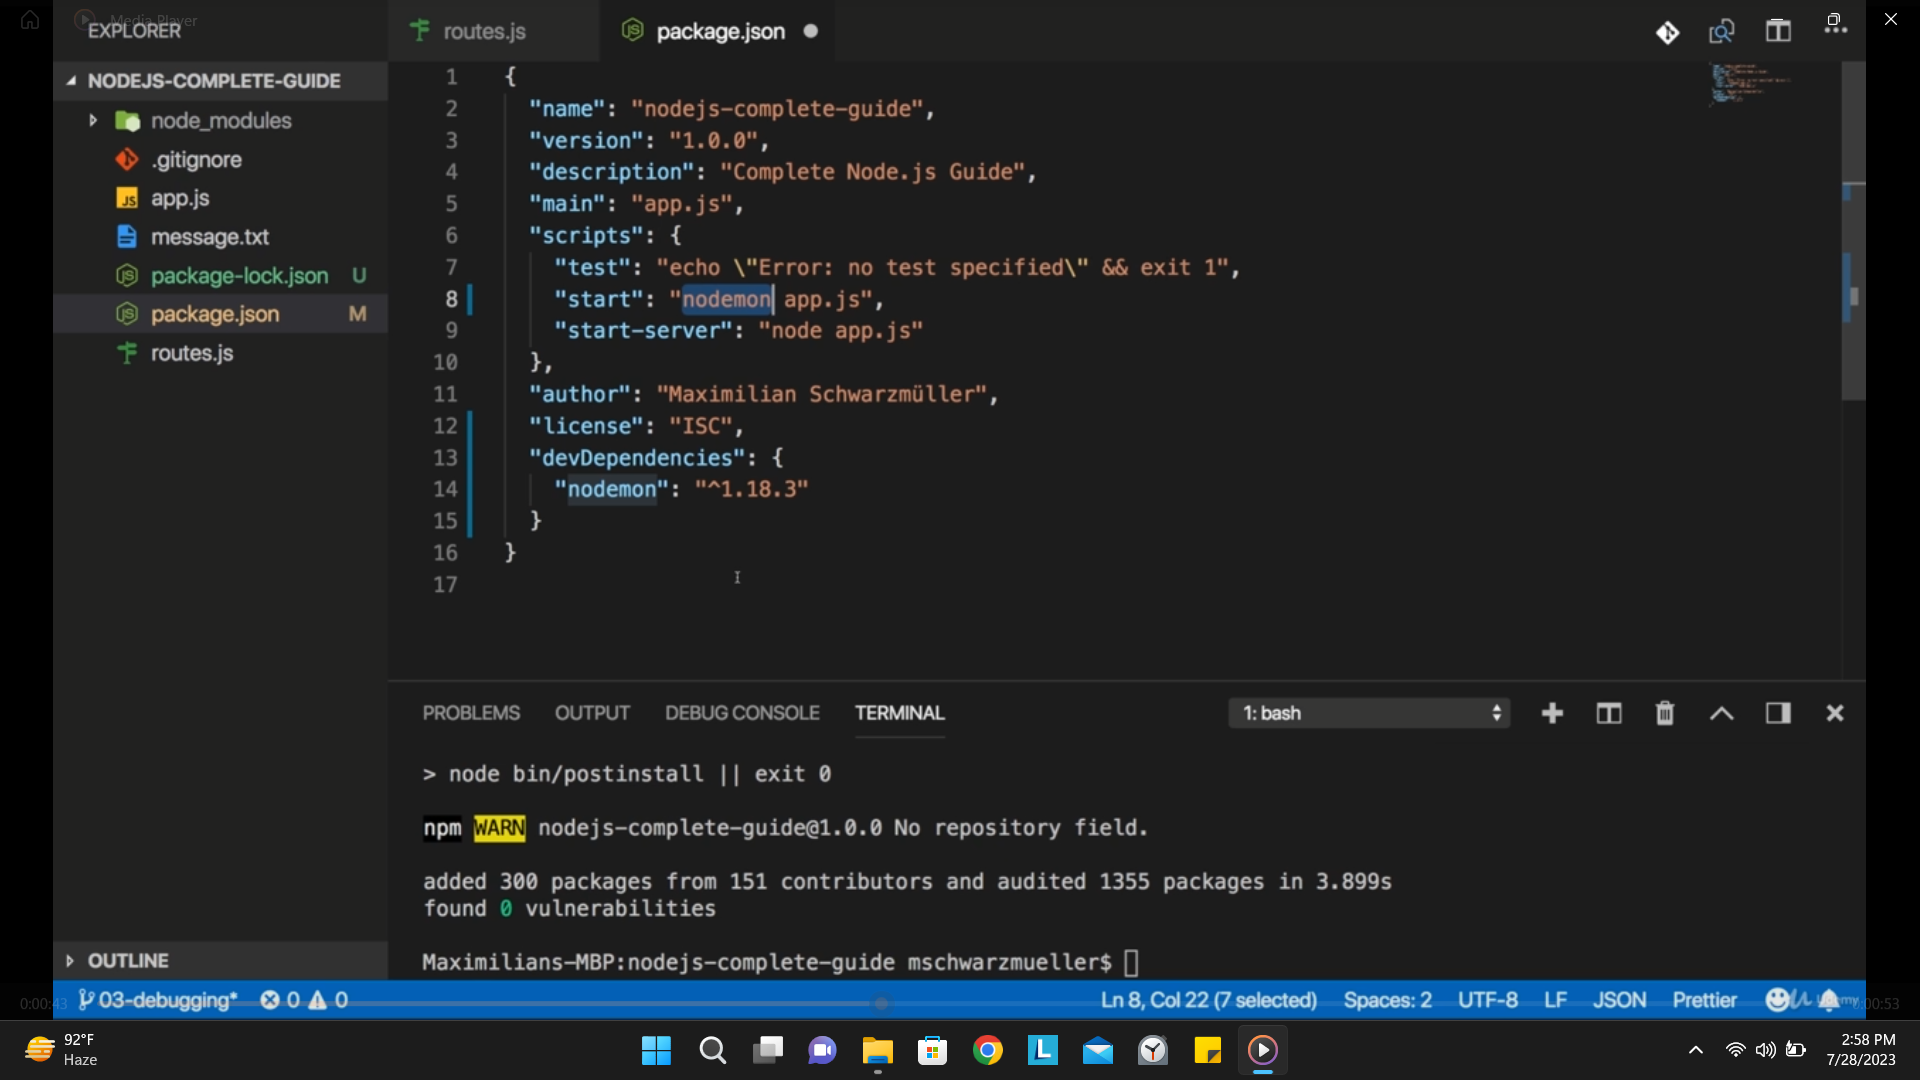 Media Player
EXPLORER
routes.js
package.json
NODEJS-COMPLETE-GUIDE
node_modules
.gitignore
app.js
message.txt
package-lock.json U
package.json M
routes.js
1 {
2 "name": "nodejs-complete-guide",
3 "version": "1.0.0",
4 "description": "Complete Node.js Guide",
5 "main": "app.js",
6 "scripts": {
7 "test": "echo \"Error: no test specified\" && exit 1",
8 "start": "nodemon app.js",
9 "start-server": "node app.js"
10 },
11 "author": "Maximilian Schwarzmüller",
12 "license": "ISC",
13 "devDependencies": {
14 "nodemon": "^1.18.3"
15 }
16 }
17
PROBLEMS OUTPUT DEBUG CONSOLE TERMINAL 1: bash
> node bin/postinstall || exit 0
npm WARN nodejs-complete-guide@1.0.0 No repository field.
added 300 packages from 151 contributors and audited 1355 packages in 3.899s
found 0 vulnerabilities
Maximilians-MBP:nodejs-complete-guide mschwarzmueller$
OUTLINE
0:00:43 03-debugging* 0 0 Ln 8, Col 22 (7 selected) Spaces: 2 UTF-8 LF JSON Prettier 0:00:53
92°F
Haze
2:58 PM
7/28/2023